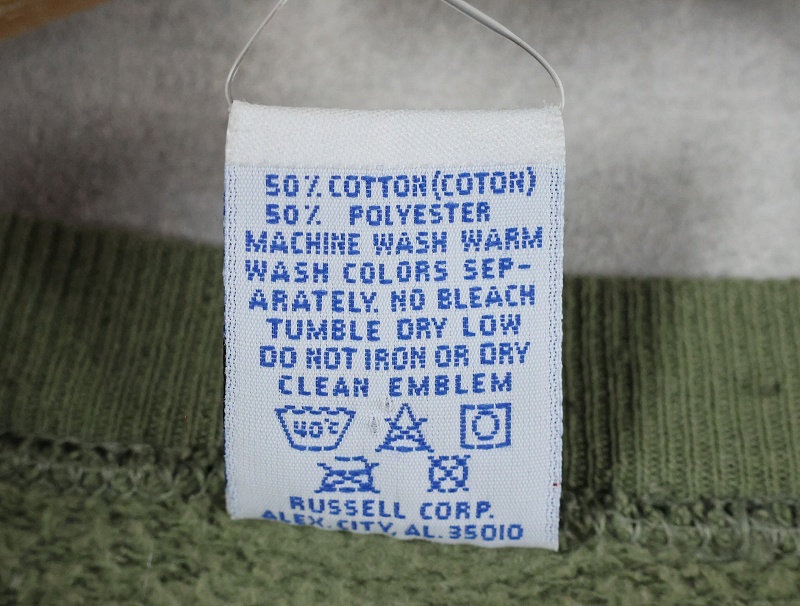 50% COTTON (COTON)
50% POLYESTER
MACHINE WASH WARM
WASH COLORS SEP-
ARATELY. NO BLEACH
TUMBLE DRY LOW
DO NOT IRON OR DRY
CLEAN EMBLEM
40°C
RUSSELL CORP.
ALEX. CITY, AL. 35010